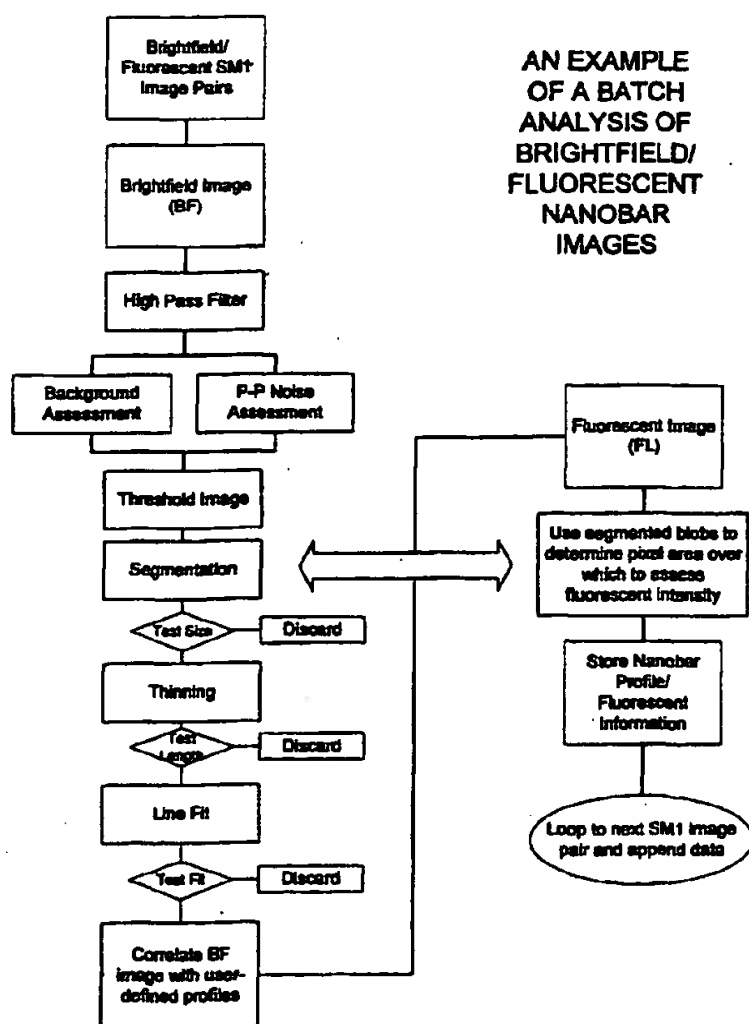 Brightfield/
Fluorescent SM1
Image Pairs
AN EXAMPLE
OF A BATCH
ANALYSIS OF
BRIGHTFIELD/
FLUORESCENT
NANOBAR
IMAGES
Brightfield Image
(BF)
High Pass Filter
Background
Assessment
P-P Noise
Assessment
Threshold Image
Segmentation
Test Size
Discard
Thinning
Test
Length
Discard
Line Fit
Test Fit
Discard
Correlate BF
image with user-
defined profiles
Fluorescent Image
(FL)
Use segmented blobs to
determine pixel area over
which to assess
fluorescent intensity
Store Nanobar
Profile/
Fluorescent
Information
Loop to next SM1 image
pair and append data